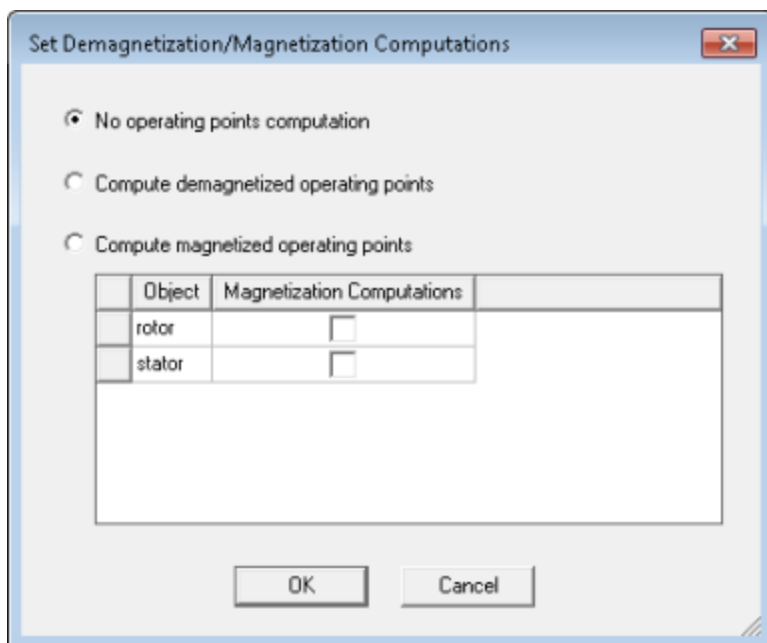 Set Demagnetization/Magnetization Computations
No operating points computation
Compute demagnetized operating points
Compute magnetized operating points
Object Magnetization Computations
rotor
stator
OK Cancel